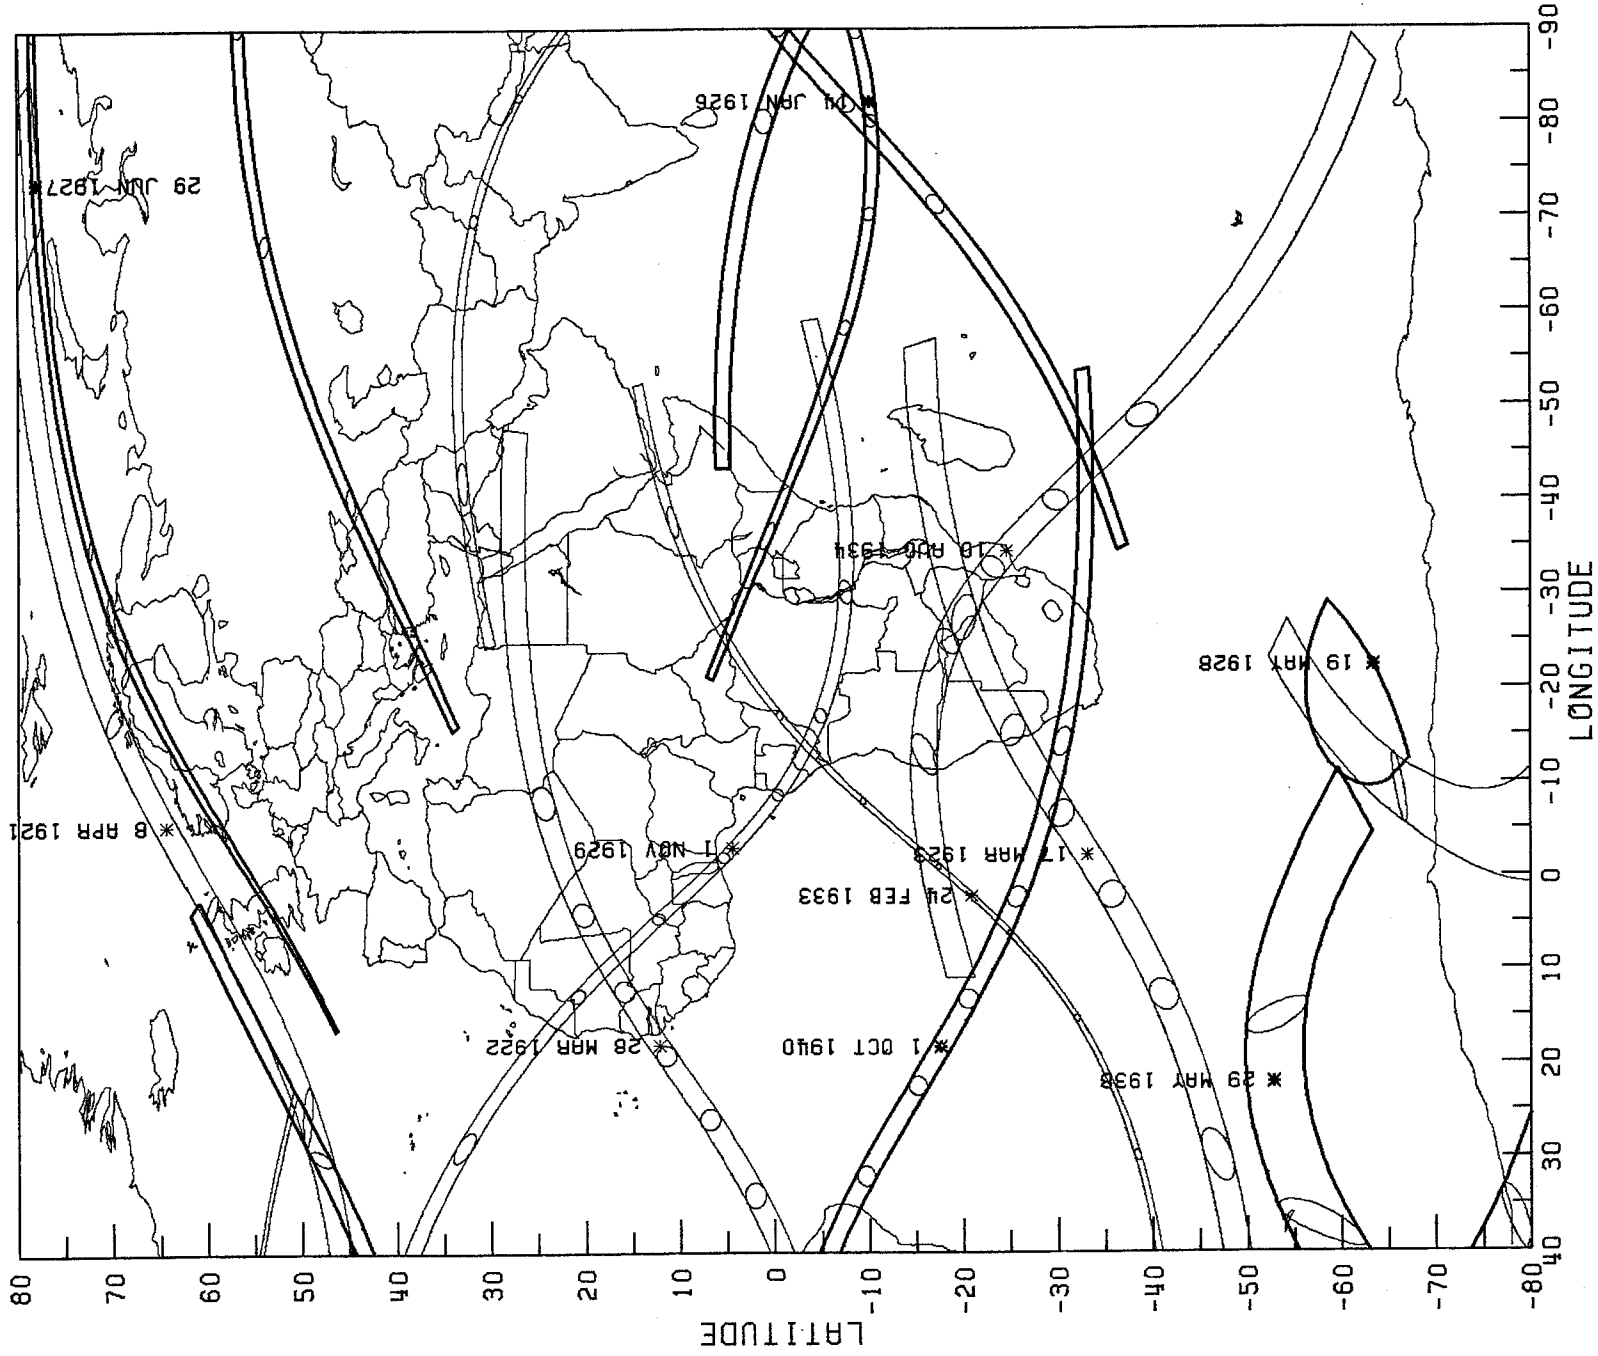 29 JUN 1927
14 JAN 1926
8 APR 1921
10 AUG 1934
19 MAY 1928
1 NOV 1929
17 MAR 1923
24 FEB 1933
28 MAR 1922
1 OCT 1940
29 MAY 1938
80 70 60 50 40 30 20 10 0 -10 -20 -30 -40 -50 -60 -70 -80
LATITUDE
-90
-80
-70
-60
-50
-40
-30
-20
-10
0
10
20
30
40
LONGITUDE